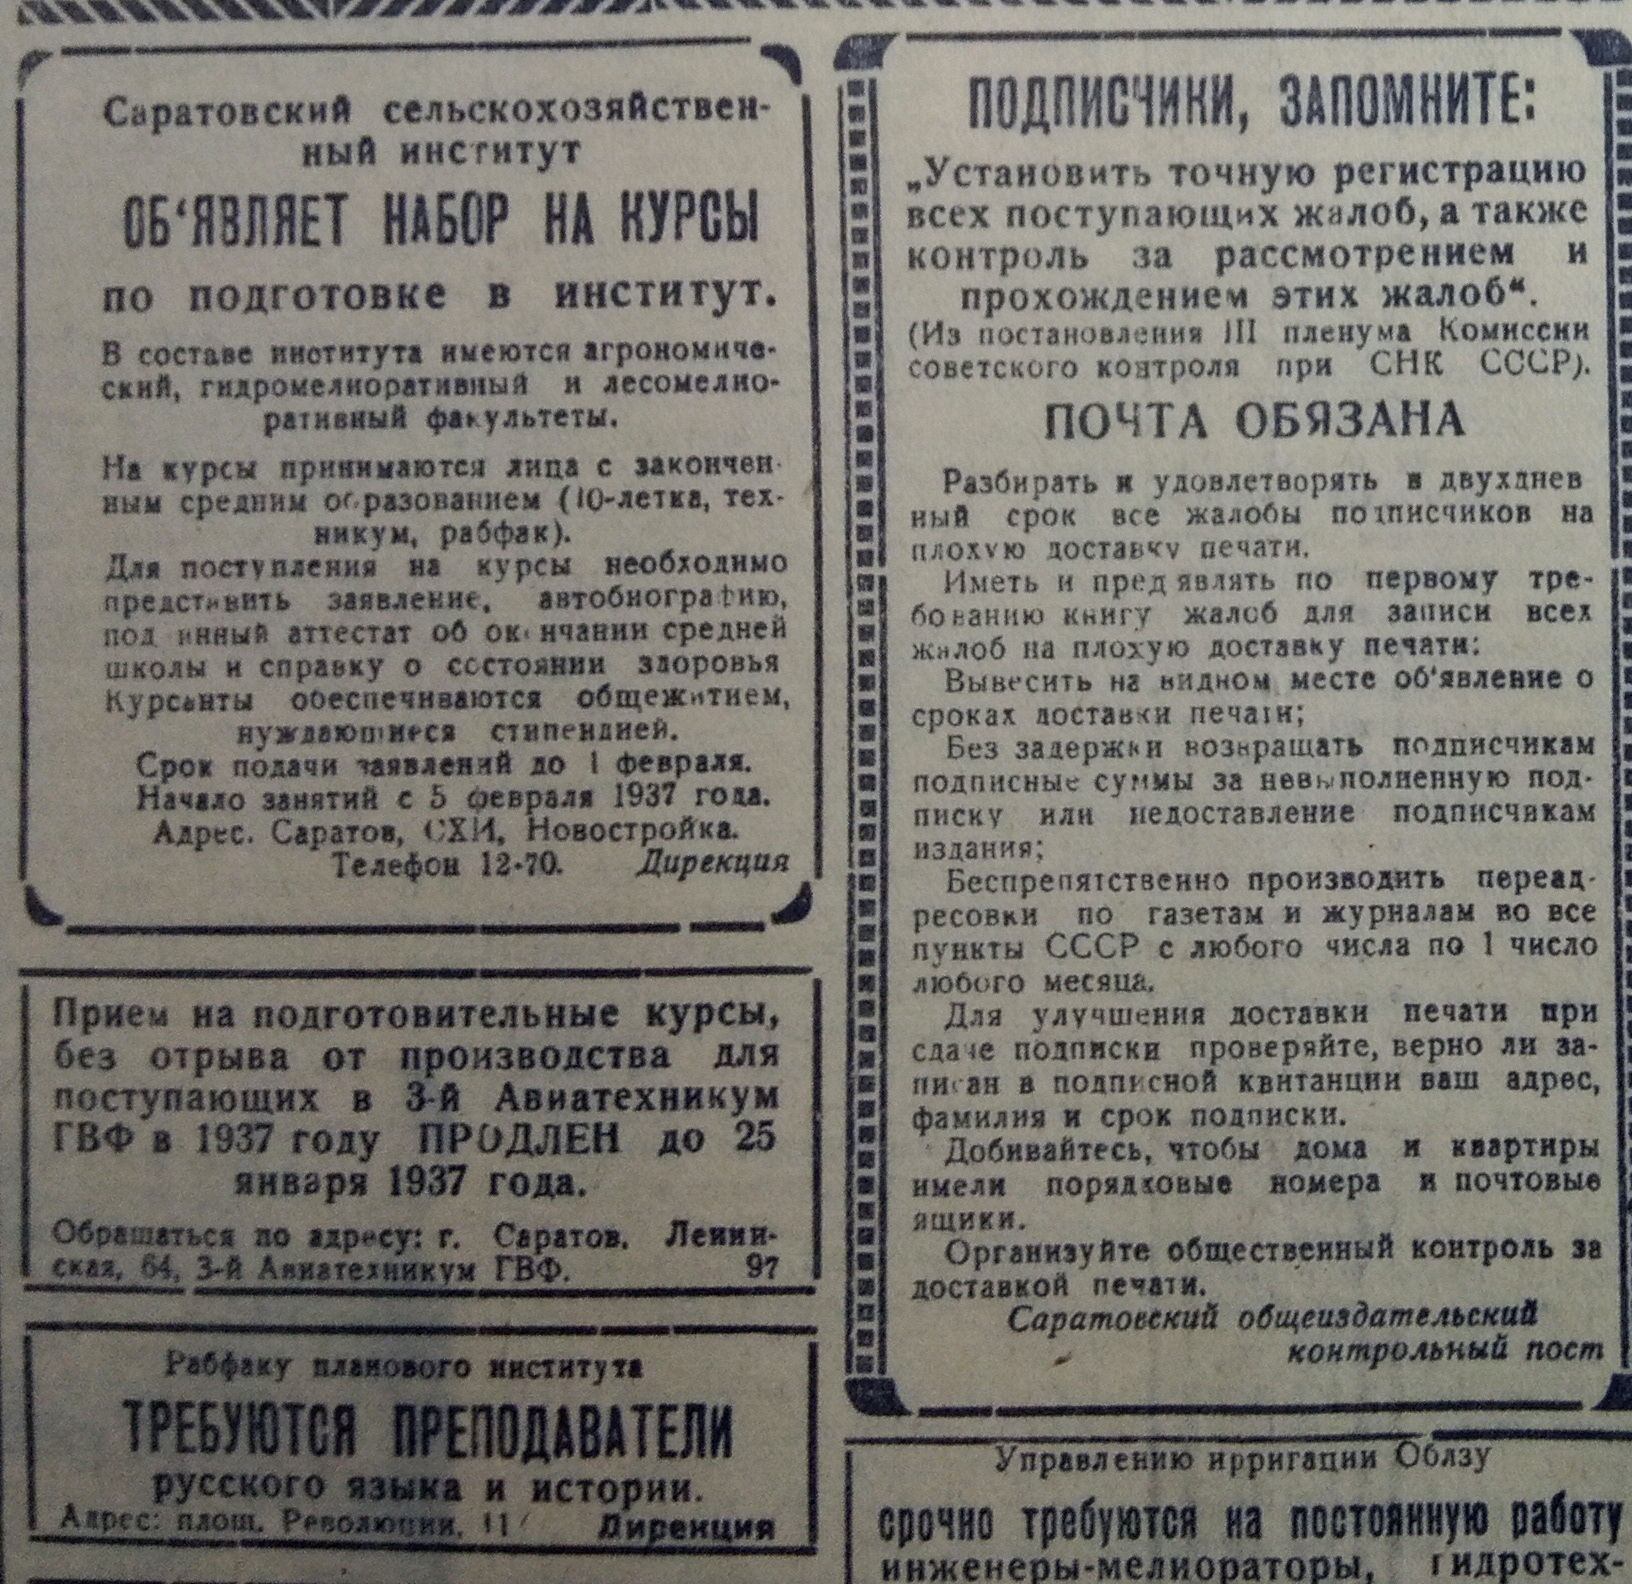 Саратовский сельскохозяйствен-
ный институт
ОБ‘ЯВЛЯЕТ НАБОР НА КУРСЫ
по подготовке в институт.
В составе института имеются агрономиче-
ский, гидромелиоративный и лесомелио-
ративный факультеты.
На курсы принимаются лица с закончен-
ным средним образованием (10-летка, тех-
никум, рабфак).
Для поступления на курсы необходимо
представить заявление, автобиографию,
подлинный аттестат об окончании средней
школы и справку о состоянии здоровья
Курсанты обеспечиваются общежитием,
нуждающиеся стипендией.
Срок подачи заявлений до 1 февраля.
Начало занятий с 5 февраля 1937 года.
Адрес. Саратов, СХИ, Новостройка.
Телефон 12-70. Дирекция
Прием на подготовительные курсы,
без отрыва от производства для
поступающих в 3-й Авиатехникум
ГВФ в 1937 году ПРОДЛЕН до 25
января 1937 года.
Обращаться по адресу: г. Саратов. Ленин-
ская, 64, 3-й Авиатехникум ГВФ. 97
Рабфаку планового института
ТРЕБУЮТСЯ ПРЕПОДАВАТЕЛИ
русского языка и истории.
Адрес: площ. Революции, Дирекция
ПОДПИСЧИКИ, ЗАПОМНИТЕ:
„Установить точную регистрацию
всех поступающих жалоб, а также
контроль за рассмотрением и
прохождением этих жалоб“.
(Из постановления III пленума Комиссии
советского контроля при СНК СССР).
ПОЧТА ОБЯЗАНА
Разбирать и удовлетворять в двухднев
ный срок все жалобы подписчиков на
плохую доставку печати.
Иметь и пред‘являть по первому тре-
бованию книгу жалоб для записи всех
жалоб на плохую доставку печати:
Вывесить на видном месте об‘явление о
сроках доставки печати;
Без задержки возвращать подписчикам
подписные суммы за невыполненную под-
писку или недоставление подписчикам
издания;
Беспрепятственно производить переад-
ресовки по газетам и журналам во все
пункты СССР с любого числа по 1 число
любого месяца.
Для улучшения доставки печати при
сдаче подписки проверяйте, верно ли за-
писан в подписной квитанции ваш адрес,
фамилия и срок подписки.
Добивайтесь, чтобы дома и квартиры
имели порядковые номера и почтовые
ящики.
Организуйте общественный контроль за
доставкой печати.
Саратовский общеиздательский
контрольный пост
Управлению ирригации Облзу
срочно требуются на постоянную работу
инженеры-мелиораторы, гидротех-